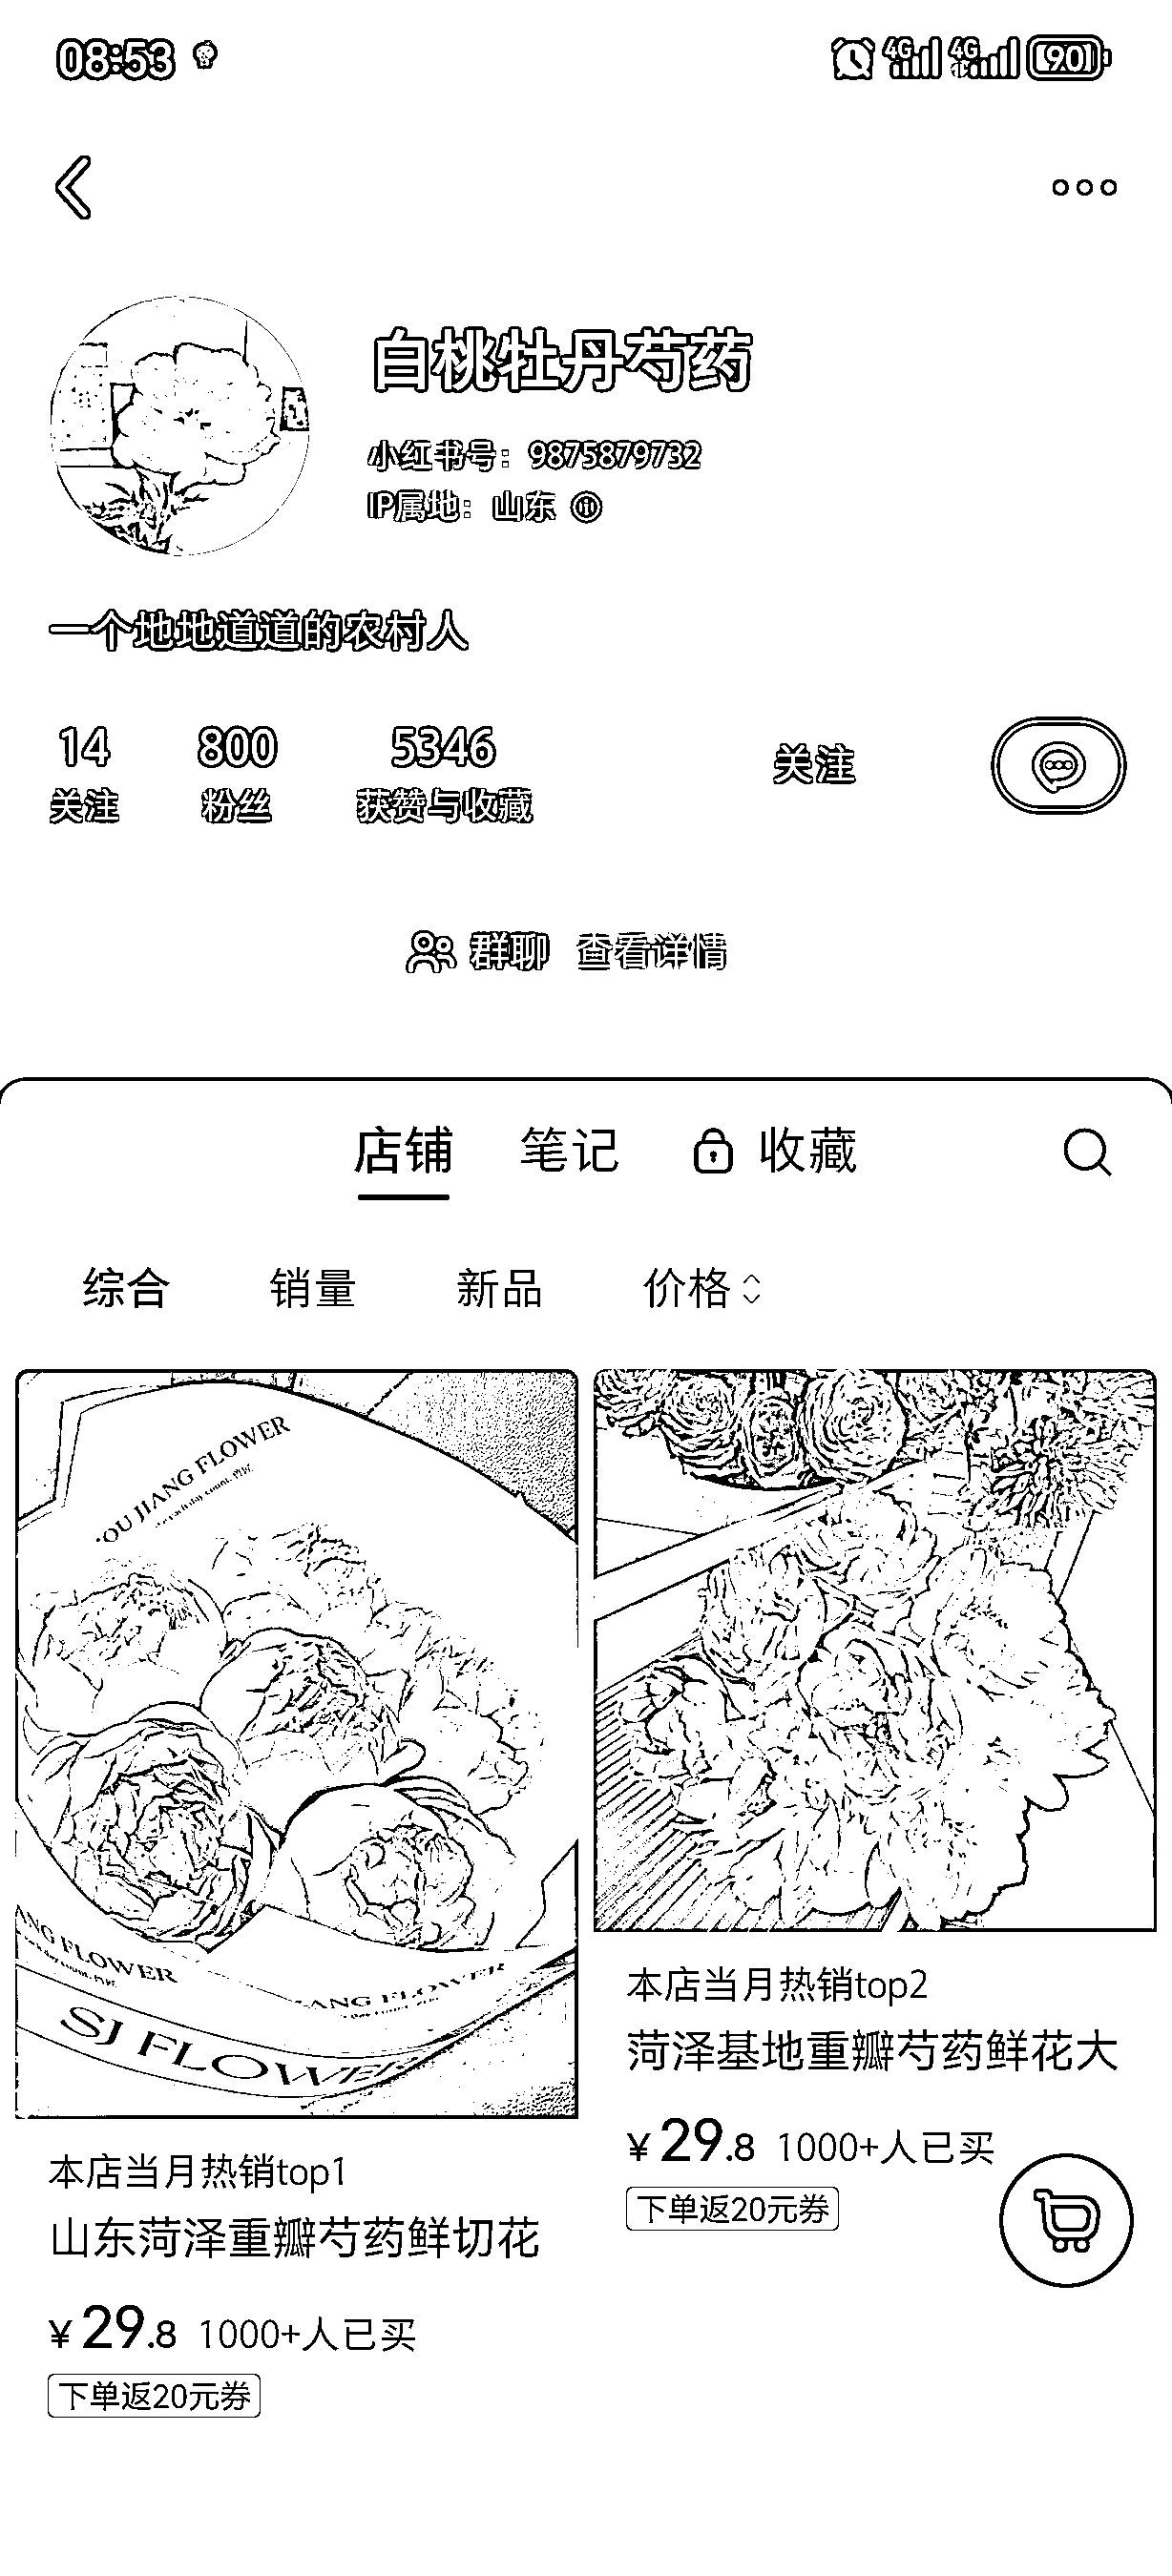 08:53 4G 4G 90
白桃牡丹芍药
小红书号：9875879732
IP属地：山东
一个地地道道的农村人
14 800 5346 关注
关注 粉丝 获赞与收藏
群聊 查看详情
店铺 笔记 收藏
综合 销量 新品 价格
OU JIANG FLOWER
ANG FLOWER
ANG FLOWER
SJ FLOWER
本店当月热销top2
菏泽基地重瓣芍药鲜花大
¥29.8 1000+人已买
下单返20元券
本店当月热销top1
山东菏泽重瓣芍药鲜切花
¥29.8 1000+人已买
下单返20元券